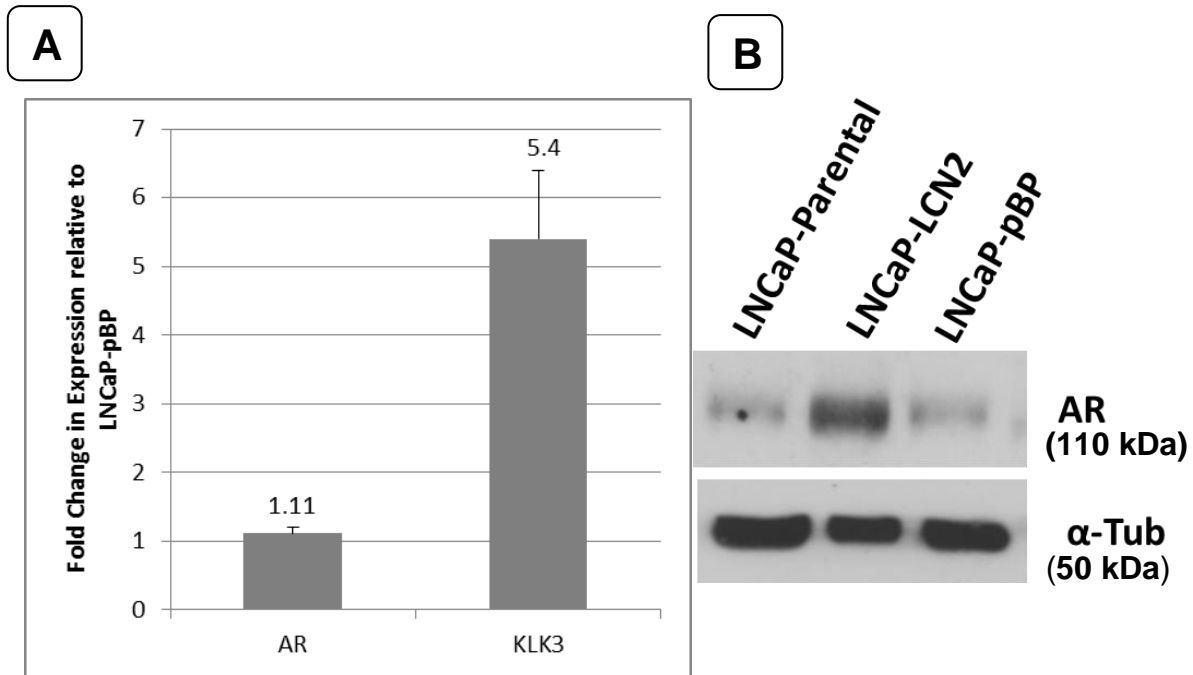 A
B
Fold Change in Expression relative to
LNCaP-pBP
7
6
5
4
3
2
1
0
1.11
5.4
AR
KLK3
LNCaP-Parental
LNCaP-LCN2
LNCaP-pBP
AR
(110 kDa)
α-Tub
(50 kDa)